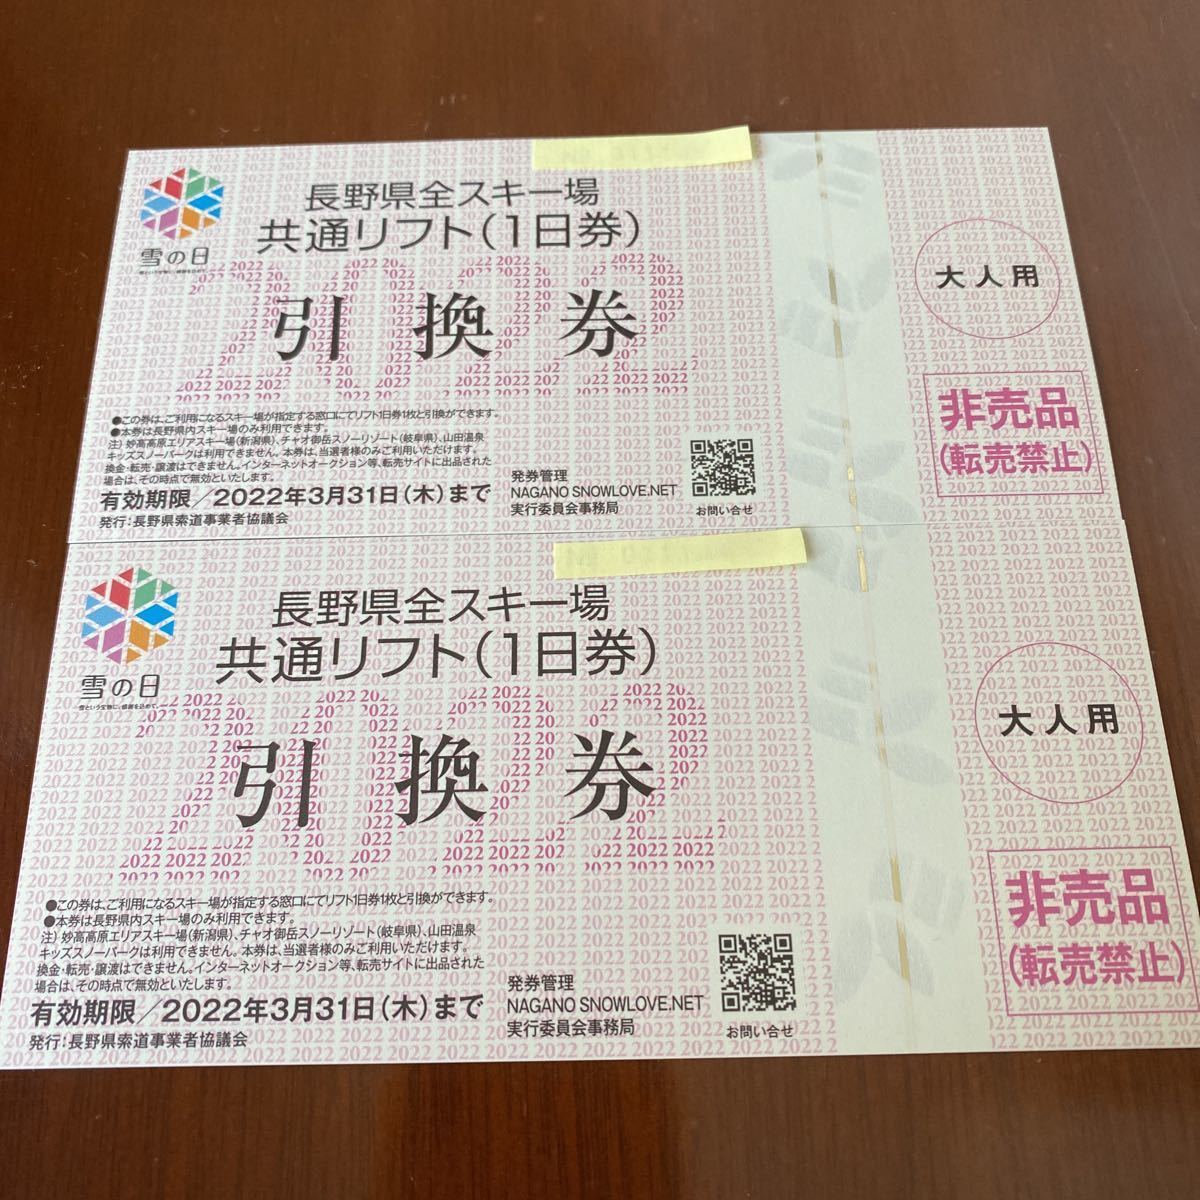 長野県全スキー場
共通リフト(1日券)
雪の日
雪という宝物に、感謝を込めて。
引換券
大人用
非売品
(転売禁止)
●この券は、ご利用になるスキー場が指定する窓口にてリフト1日券1枚と引換ができます。
●本券は長野県内スキー場のみ利用できます。
注) 妙高高原エリアスキー場(新潟県)、チャオ御岳スノーリゾート(岐阜県)、山田温泉
キッズスノーパークは利用できません。本券は、当選者様のみご利用いただけます。
換金・転売・譲渡はできません。インターネットオークション等、転売サイトに出品された
場合は、その時点で無効といたします。
有効期限/2022年3月31日(木)まで
発行:長野県索道事業者協議会
発券管理
NAGANO SNOWLOVE.NET
実行委員会事務局
お問い合せ
長野県全スキー場
共通リフト(1日券)
雪の日
雪という宝物に、感謝を込めて。
引換券
大人用
非売品
(転売禁止)
●この券は、ご利用になるスキー場が指定する窓口にてリフト1日券1枚と引換ができます。
●本券は長野県内スキー場のみ利用できます。
注) 妙高高原エリアスキー場(新潟県)、チャオ御岳スノーリゾート(岐阜県)、山田温泉
キッズスノーパークは利用できません。本券は、当選者様のみご利用いただけます。
換金・転売・譲渡はできません。インターネットオークション等、転売サイトに出品された
場合は、その時点で無効といたします。
有効期限/2022年3月31日(木)まで
発行:長野県索道事業者協議会
発券管理
NAGANO SNOWLOVE.NET
実行委員会事務局
お問い合せ